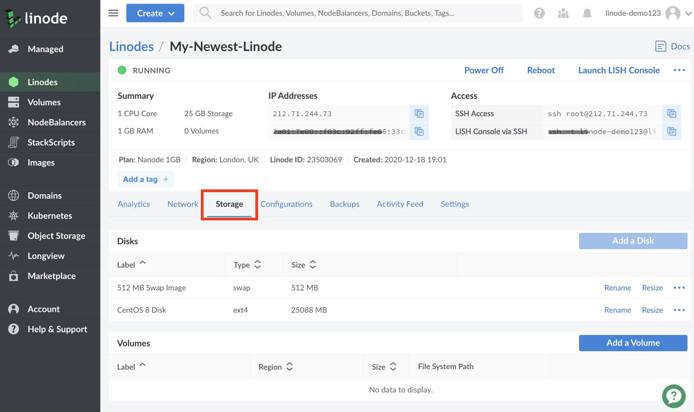 linode
Create
Search for Linodes, Volumes, NodeBalancers, Domains, Buckets, Tags...
linode-demo123
Managed
Linodes
Volumes
NodeBalancers
StackScripts
Images
Domains
Kubernetes
Object Storage
Longview
Marketplace
Account
Help & Support
Linodes / My-Newest-Linode
Docs
RUNNING
Power Off Reboot Launch LISH Console
Summary IP Addresses Access
1 CPU Core 25 GB Storage 212.71.244.73 SSH Access ssh root@212.71.244.73
1 GB RAM 0 Volumes LISH Console via SSH
Plan: Nanode 1GB Region: London, UK Linode ID: 23503069 Created: 2020-12-18 19:01
Add a tag +
Analytics Network Storage Configurations Backups Activity Feed Settings
Disks Add a Disk
Label Type Size
512 MB Swap Image swap 512 MB Rename Resize
CentOS 8 Disk ext4 25088 MB Rename Resize
Volumes Add a Volume
Label Region Size File System Path
No data to display.